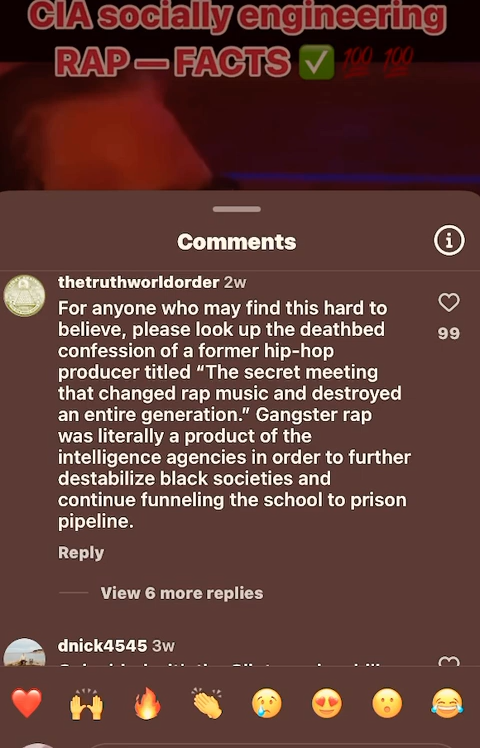 CIA socially engineering
RAP — FACTS ✅ 💯 💯
Comments
thetruthworldorder 2w
For anyone who may find this hard to
believe, please look up the deathbed
confession of a former hip-hop
producer titled “The secret meeting
that changed rap music and destroyed
an entire generation.” Gangster rap
was literally a product of the
intelligence agencies in order to further
destabilize black societies and
continue funneling the school to prison
pipeline.
99
Reply
View 6 more replies
dnick4545 3w